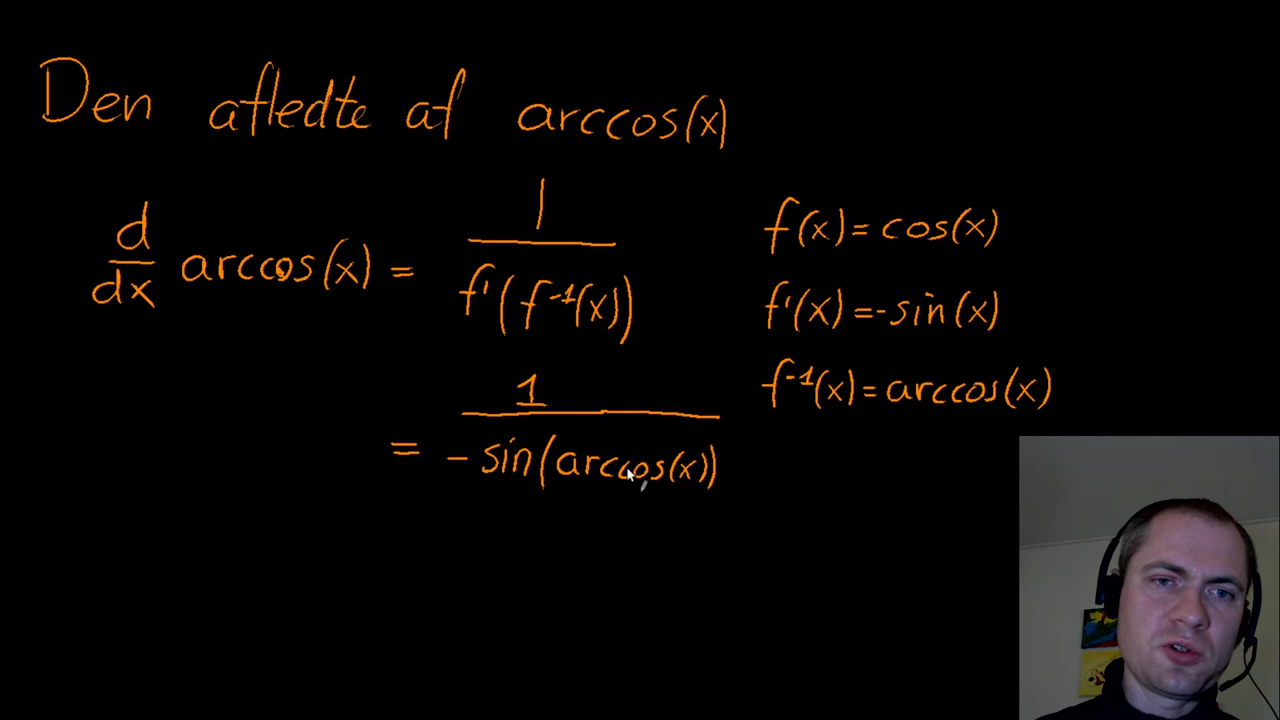 Den afledte af arccos(x)
d/dx arccos(x) = 1/f'(f⁻¹(x))
= 1/-sin(arccos(x))
f(x) = cos(x)
f'(x) = -sin(x)
f⁻¹(x) = arccos(x)